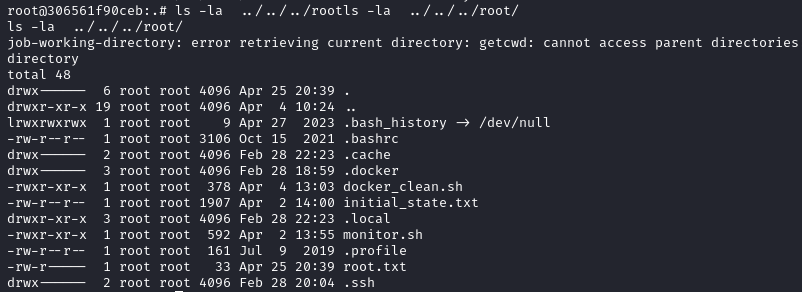 root@306561f90ceb:.# ls -la  ../../../rootls -la  ../../../root/
ls -la  ../../../root/
job-working-directory: error retrieving current directory: getcwd: cannot access parent directories
directory
total 48
drwx------  6 root root 4096 Apr 25 20:39 .
drwxr-xr-x 19 root root 4096 Apr  4 10:24 ..
lrwxrwxrwx  1 root root    9 Apr 27  2023 .bash_history -> /dev/null
-rw-r--r--  1 root root 3106 Oct 15  2021 .bashrc
drwx------  2 root root 4096 Feb 28 22:23 .cache
drwx------  3 root root 4096 Feb 28 18:59 .docker
-rwxr-xr-x  1 root root  378 Apr  4 13:03 docker_clean.sh
-rw-r--r--  1 root root 1907 Apr  2 14:00 initial_state.txt
drwxr-xr-x  3 root root 4096 Feb 28 22:23 .local
-rwxr-xr-x  1 root root  592 Apr  2 13:55 monitor.sh
-rw-r--r--  1 root root  161 Jul  9  2019 .profile
-rw-r-----  1 root root   33 Apr 25 20:39 root.txt
drwx------  2 root root 4096 Feb 28 20:04 .ssh